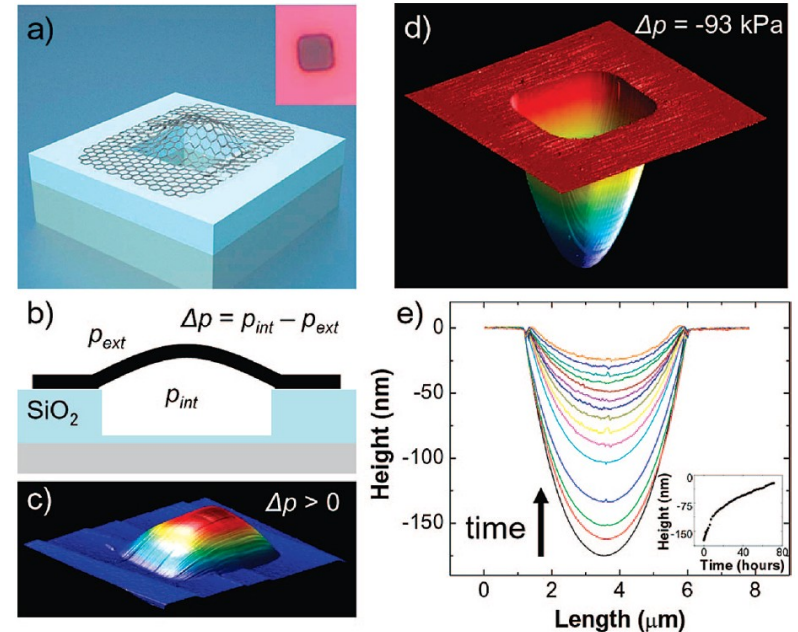 a)
b)
Δp = p_int – p_ext
p_ext
p_int
SiO₂
c)
Δp > 0
d)
Δp = -93 kPa
e)
Height (nm)
0
-50
-100
-150
time
0 2 4 6 8
Length (μm)
Height (nm)
0
-75
-150
0 40 80
Time (hours)